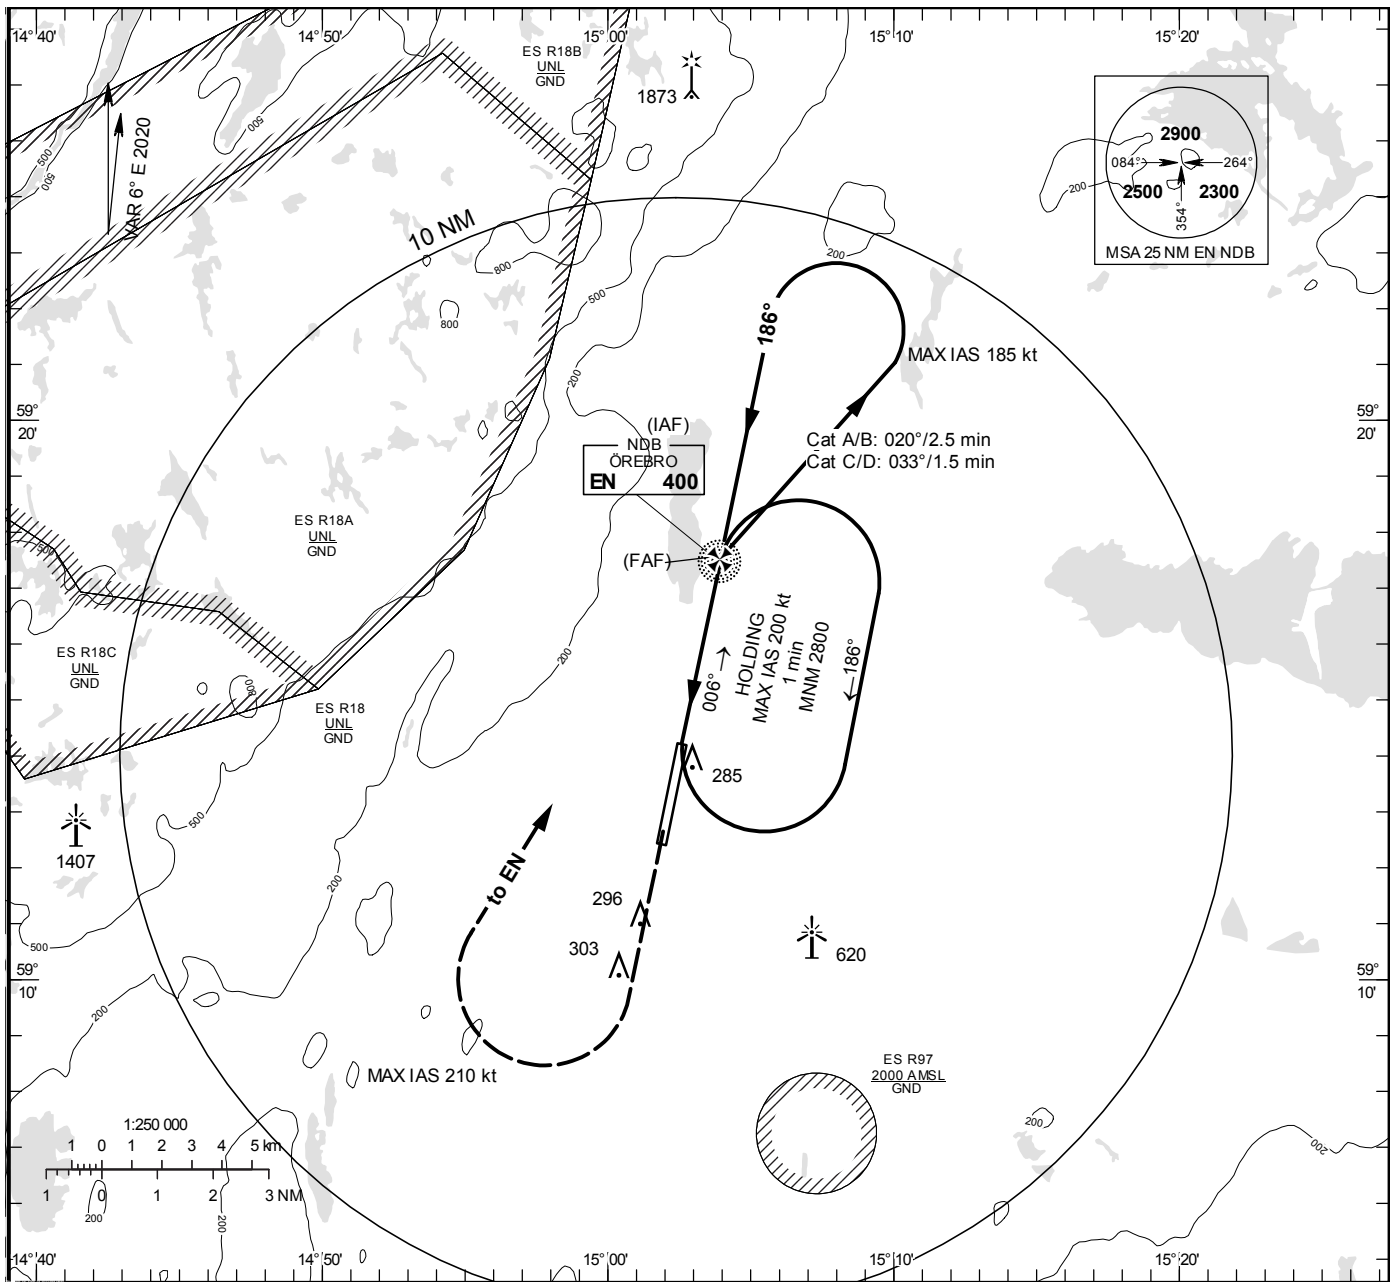 14°40'
14°50'
15°00'
15°10'
15°20'
ES R18B
UNL
GND
1873
500
500
500
VAR 6° E 2020
2900
084°
264°
2500
2300
354°
MSA 25 NM EN NDB
200
10 NM
800
500
200
800
186°
MAX IAS 185 kt
200
59°
20'
59°
20'
(IAF)
NDB
ÖREBRO
EN 400
Cat A/B: 020°/2.5 min
Cat C/D: 033°/1.5 min
ES R18A
UNL
GND
500
(FAF)
ES R18C
UNL
GND
800
200
006°
HOLDING
MAX IAS 200 kt
1 min
MNM 2800
186°
ES R18
UNL
GND
285
500
1407
200
to EN
296
303
620
500
59°
10'
59°
10'
200
MAX IAS 210 kt
ES R97
2000 AMSL
GND
200
200
1:250 000
1 0 1 2 3 4 5 km
1 0 1 2 3 NM
200
200
14°40'
14°50'
15°00'
15°10'
15°20'